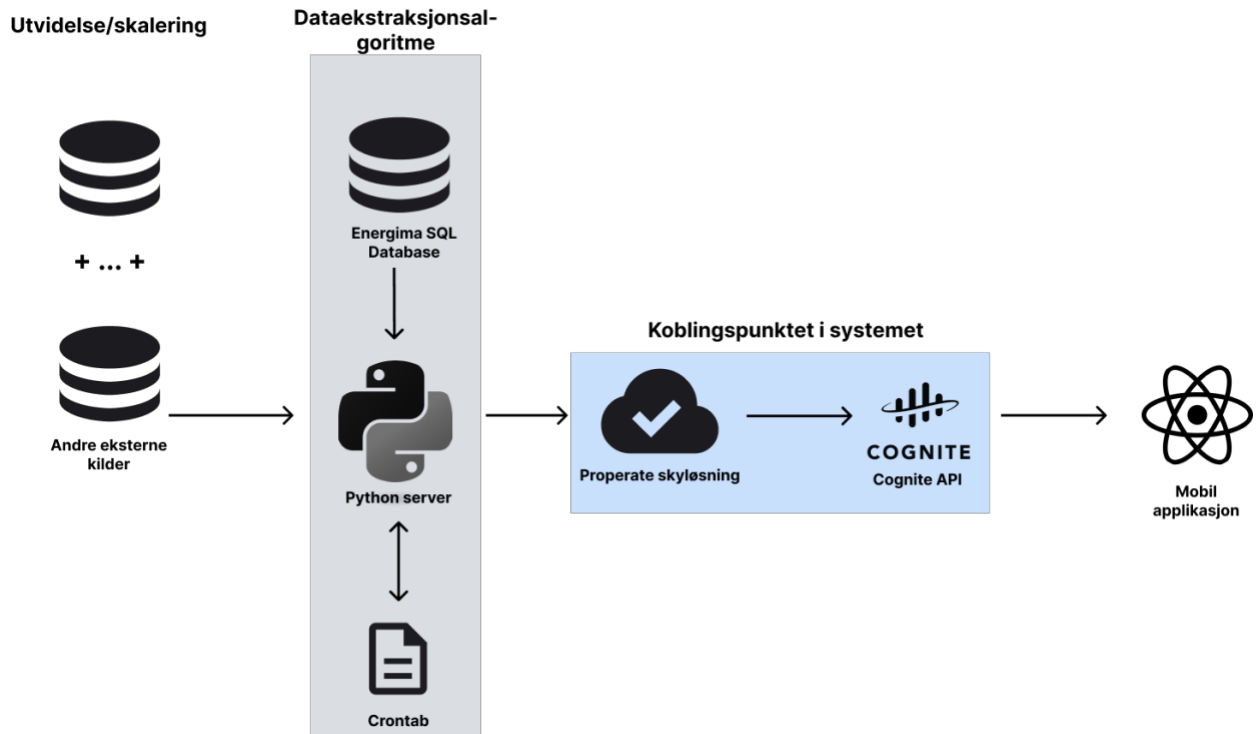 Utvidelse/skalering
Dataekstraksjonsal-
goritme
+ ... +
Andre eksterne
kilder
Energima SQL
Database
Python server
Crontab
Koblingspunktet i systemet
Properate skyløsning
COGNITE
Cognite API
Mobil
applikasjon